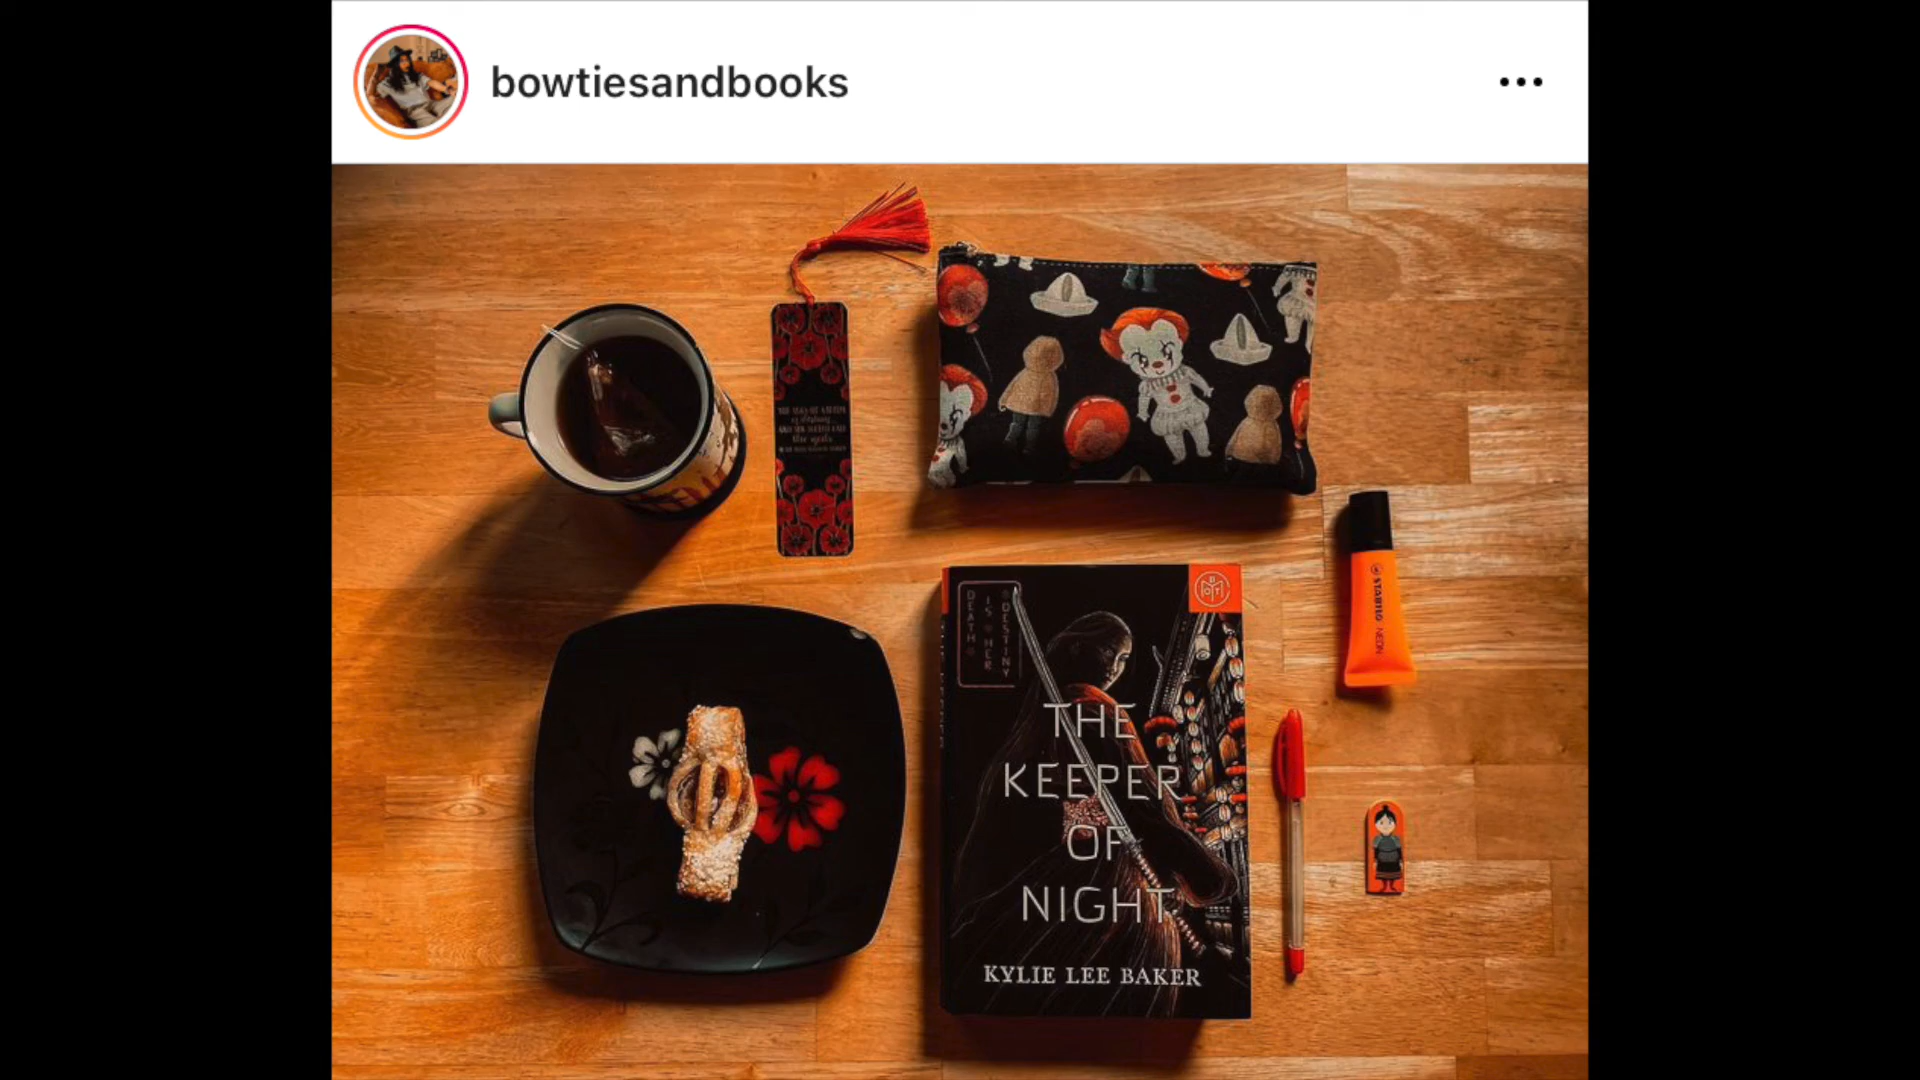 bowtiesandbooks
DEATH
IS HER
DESTINY
STABILO NEON
THE
KEEPER
OF
NIGHT
KYLIE LEE BAKER